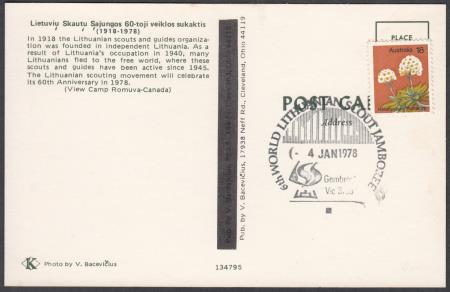 Lietuvių Skautų Sąjungos 60-toji veiklos sukaktis
(1918-1978)
In 1918 the Lithuanian scouts and guides organiza-
tion was founded in independent Lithuania. As a
result of Lithuania's occupation in 1940, many
Lithuanians fled to the free world, where these
scouts and guides have been active since 1945.
The Lithuanian scouting movement will celebrate
its 60th Anniversary in 1978.
(View Camp Romuva-Canada)
K Photo by V. Bacevičius
Pub. by V. Bacevičius, 17938 Neff Rd., Cleveland, Ohio 44119
134795
PLACE
Australia 18
POST CA
Address
6th WORLD LITHUANIAN SCOUT JAMBOREE
4 JAN 1978
Gembro
Vic